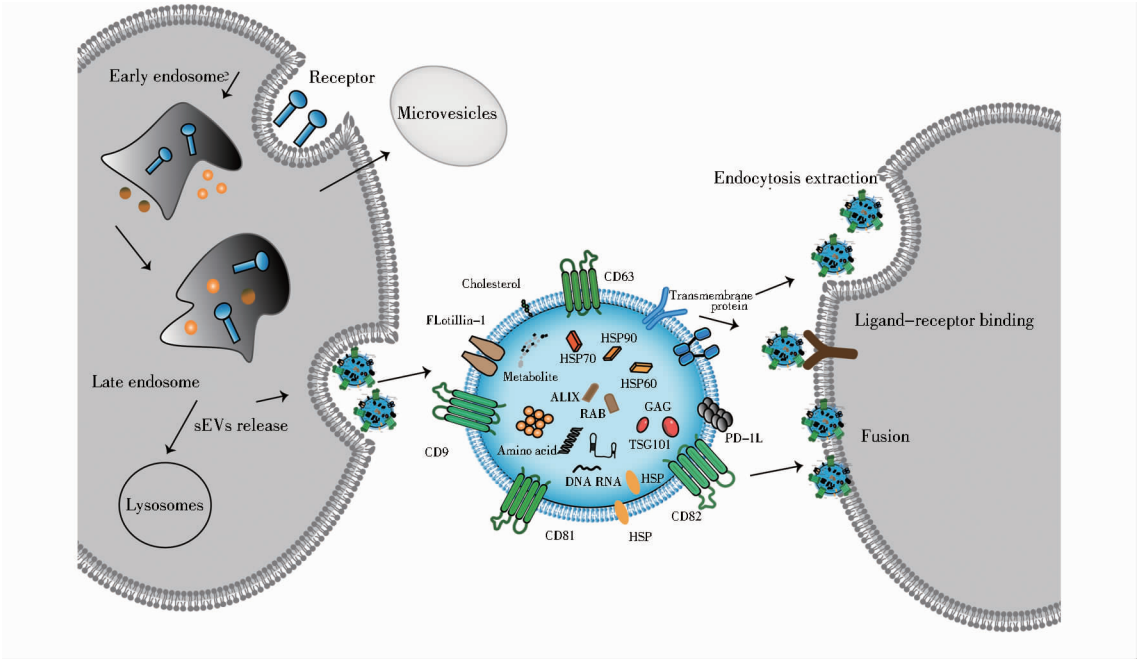 Early endosome
Receptor
Microvesicles
Late endosome
sEVs release
Lysosomes
Cholesterol
CD63
Transmembrane
protein
FLotillin-1
HSP90
HSP70
Metabolite
HSP60
ALIX
RAB
GAG
CD9
Amino acid
TSG101
PD-1L
DNA RNA
HSP
CD82
CD81
HSP
Endocytosis extraction
Ligand-receptor binding
Fusion